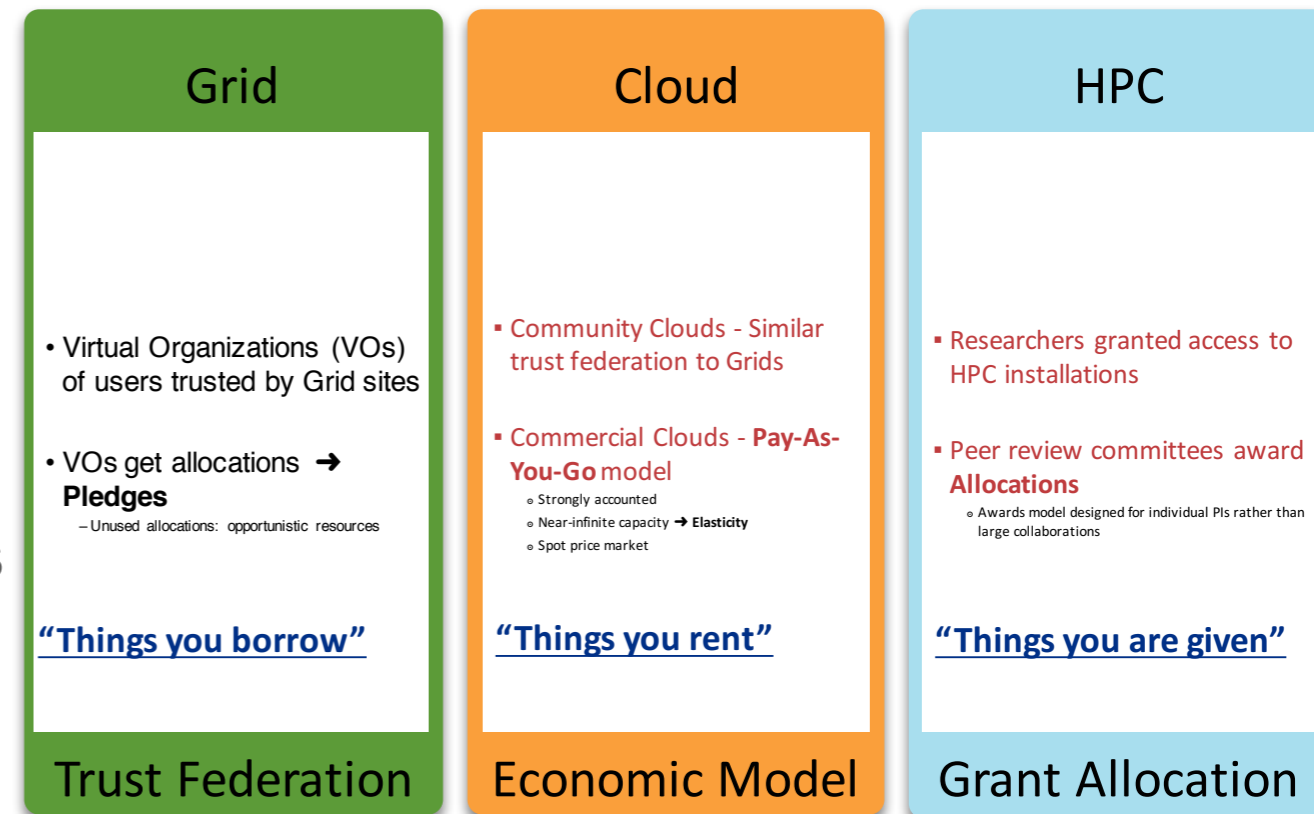 Grid
• Virtual Organizations (VOs)
of users trusted by Grid sites
• VOs get allocations ➔
Pledges
– Unused allocations: opportunistic resources
“Things you borrow”
Trust Federation
Cloud
▪ Community Clouds - Similar
trust federation to Grids
▪ Commercial Clouds - Pay-As-
You-Go model
Strongly accounted
Near-infinite capacity ➔ Elasticity
Spot price market
“Things you rent”
Economic Model
HPC
▪ Researchers granted access to
HPC installations
▪ Peer review committees award
Allocations
Awards model designed for individual PIs rather than
large collaborations
“Things you are given”
Grant Allocation